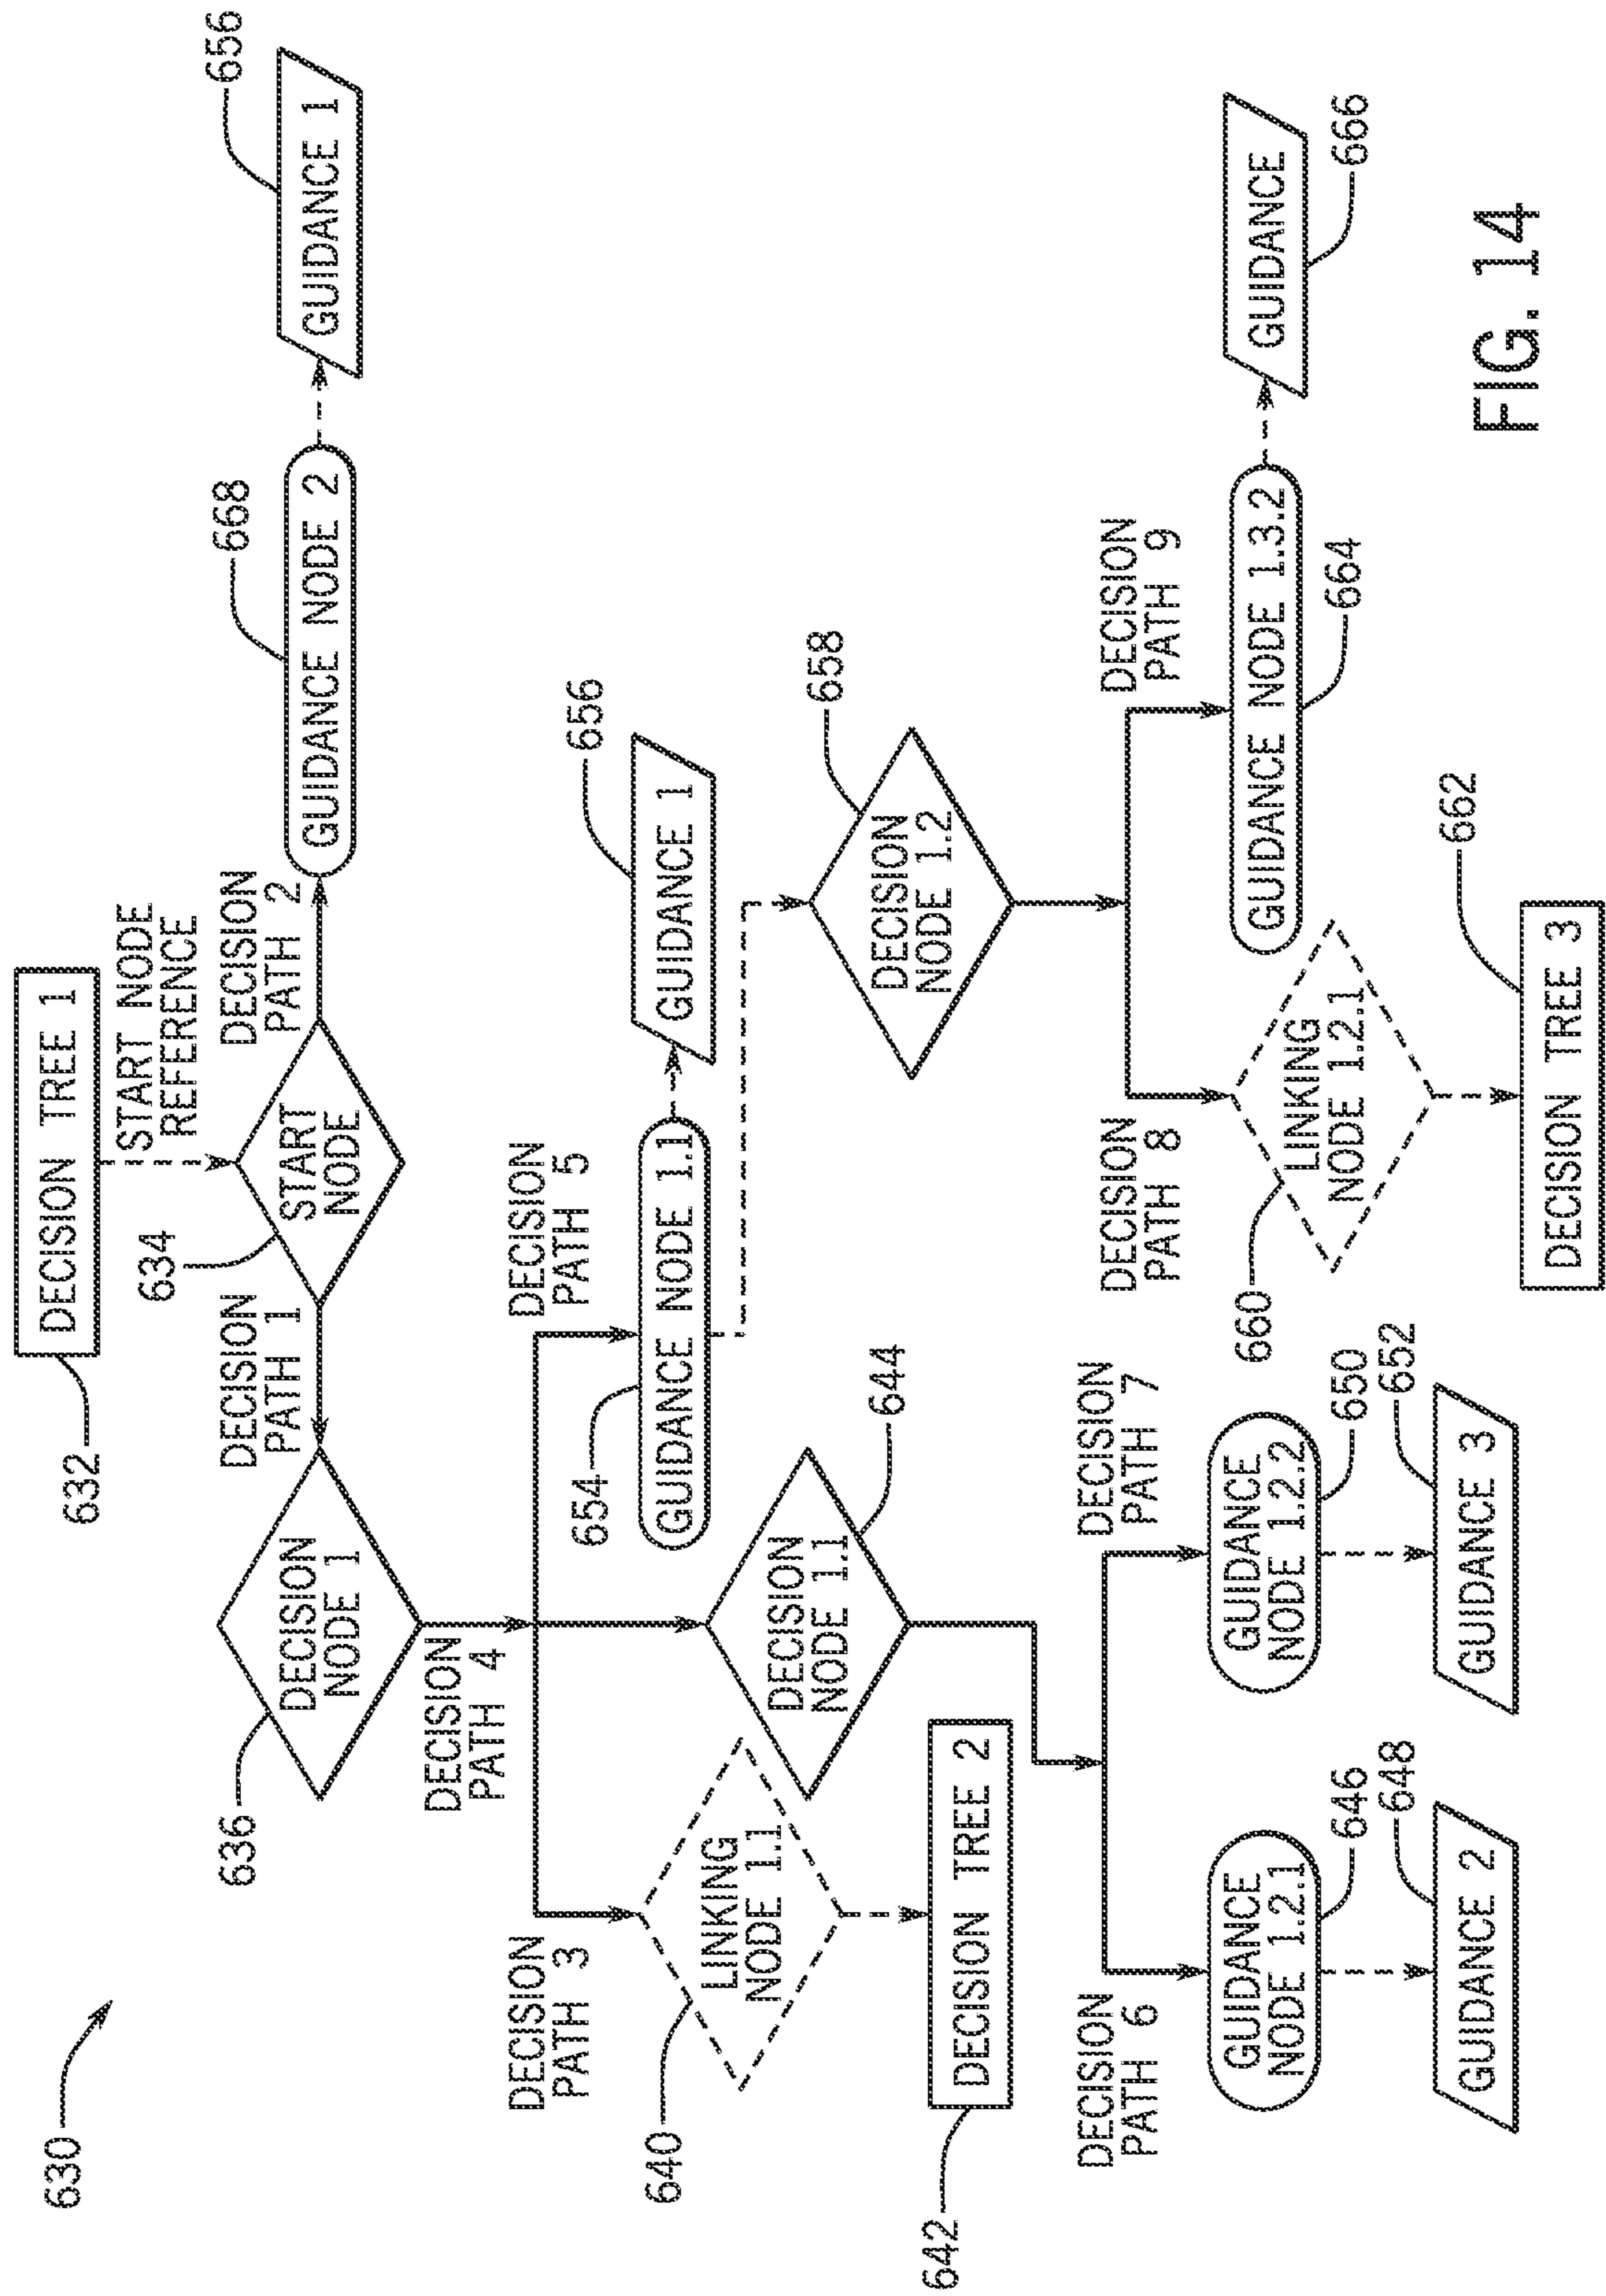 630
632
DECISION TREE 1
START NODE
REFERENCE
634
START
NODE
DECISION
PATH 1
DECISION
PATH 2
668
GUIDANCE NODE 2
656
GUIDANCE 1
636
DECISION
NODE 1
DECISION
PATH 4
DECISION
PATH 3
DECISION
PATH 5
640
LINKING
NODE 1.1
642
DECISION TREE 2
DECISION
NODE 1.1
644
654
GUIDANCE NODE 1.1
656
GUIDANCE 1
DECISION
NODE 1.2
658
DECISION
PATH 6
GUIDANCE
NODE 1.2.1
646
648
GUIDANCE 2
DECISION
PATH 7
GUIDANCE
NODE 1.2.2
650
652
GUIDANCE 3
DECISION
PATH 8
660
LINKING
NODE 1.2.1
662
DECISION TREE 3
DECISION
PATH 9
GUIDANCE NODE 1.3.2
664
GUIDANCE
666
FIG. 14